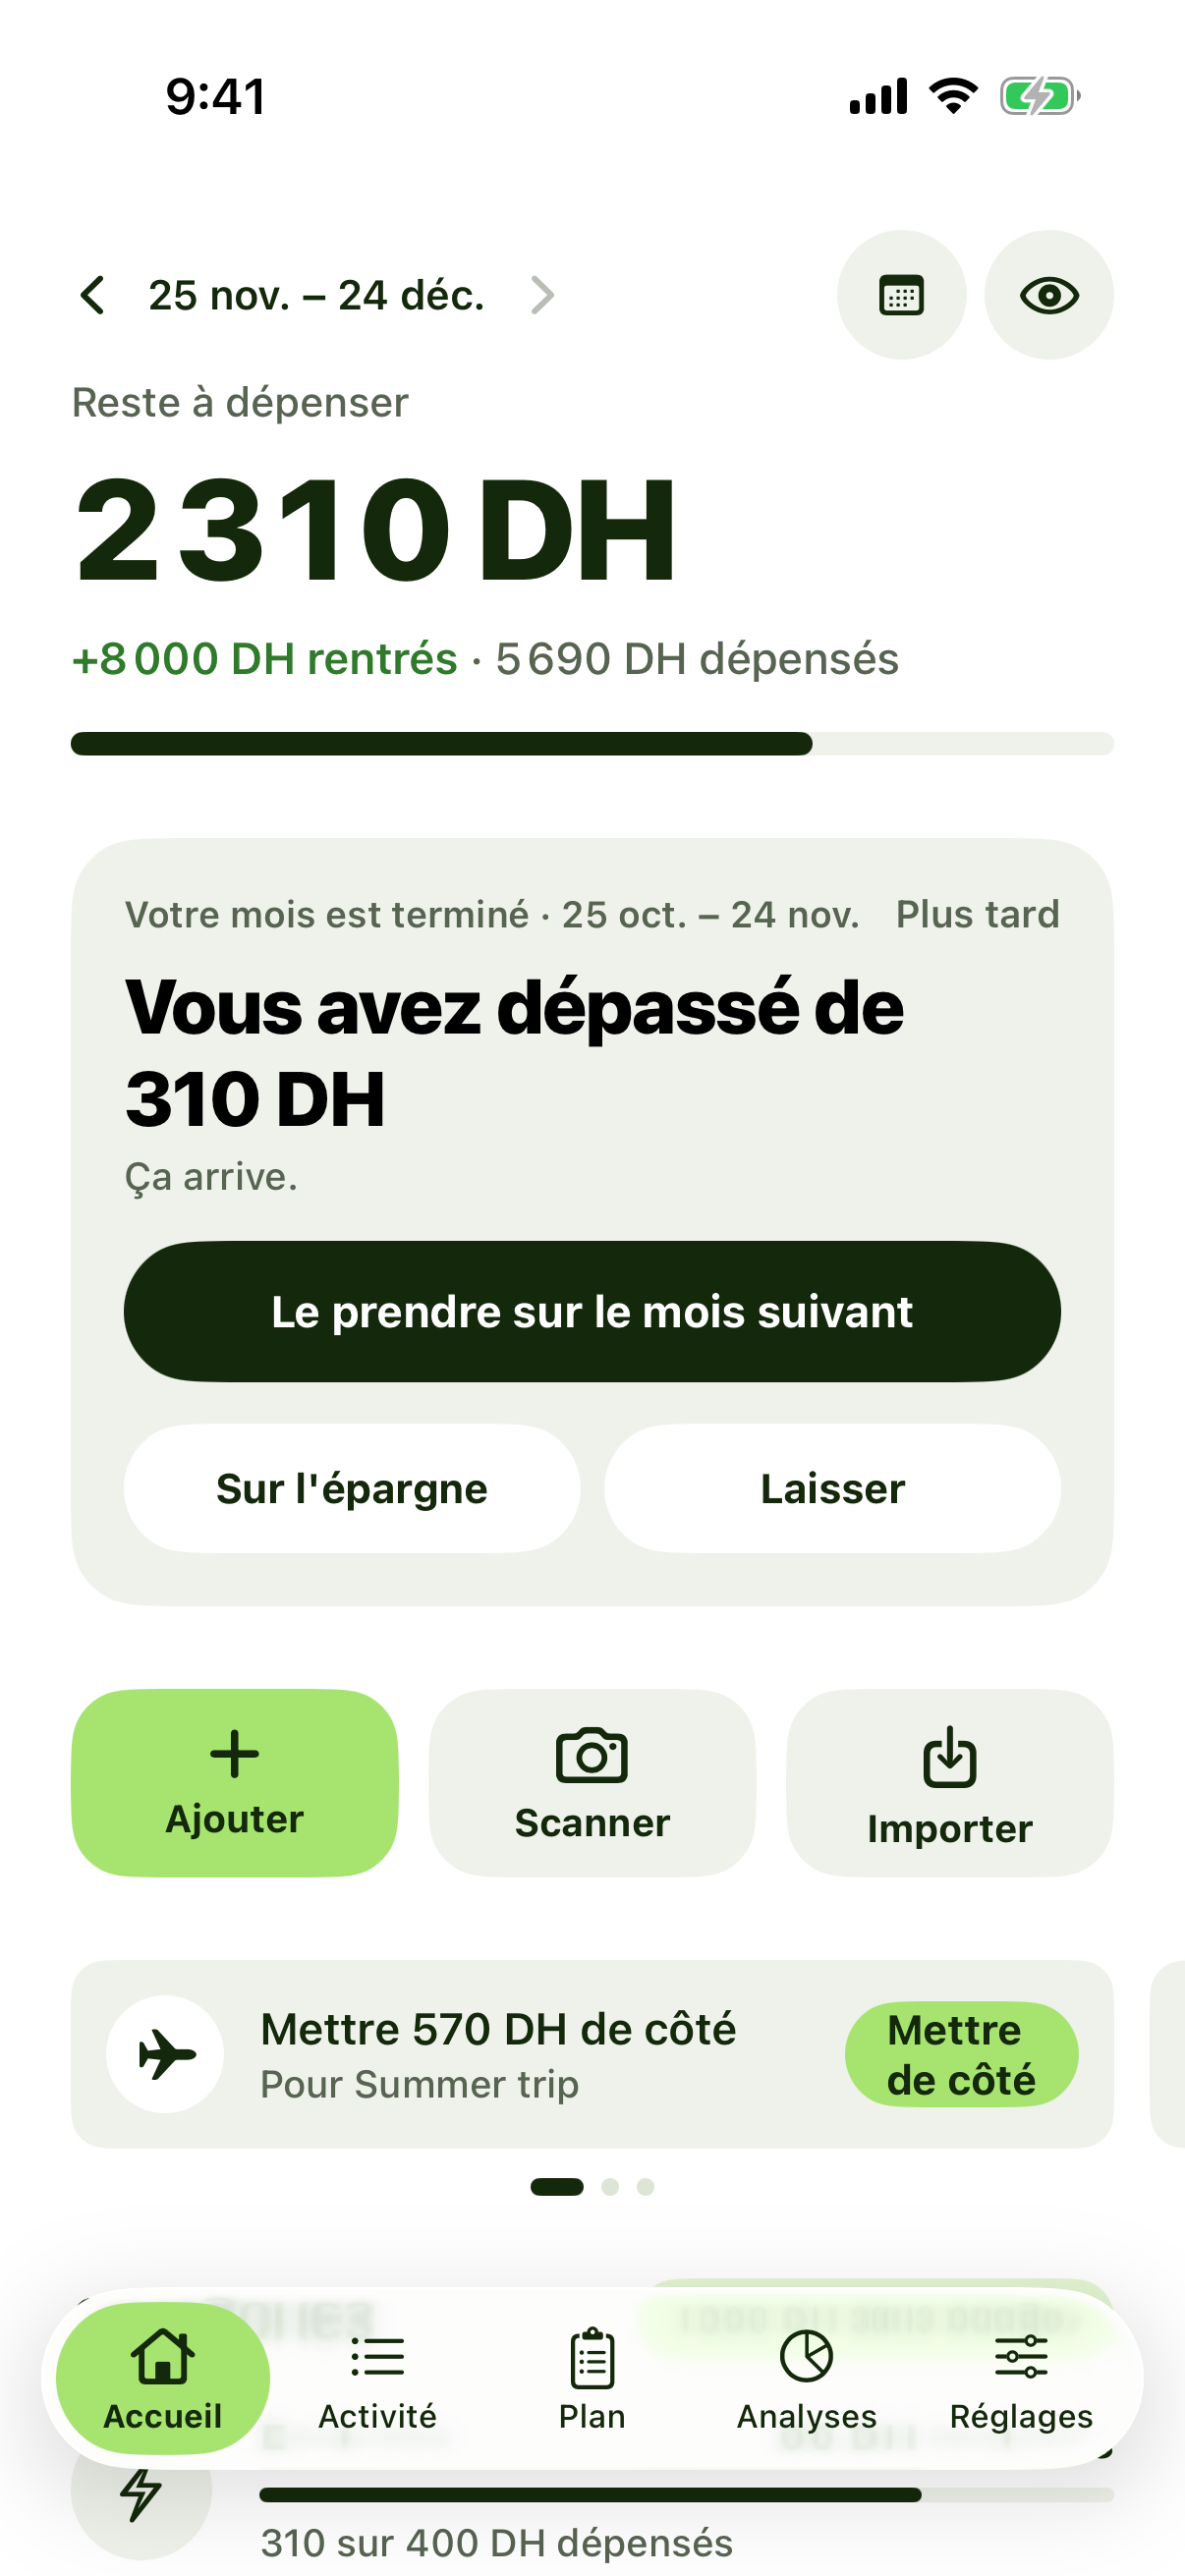 9:41
25 nov. – 24 déc.
Reste à dépenser
2 310 DH
+8 000 DH rentrés · 5 690 DH dépensés
Votre mois est terminé · 25 oct. – 24 nov.
Plus tard
Vous avez dépassé de
310 DH
Ça arrive.
Le prendre sur le mois suivant
Sur l'épargne
Laisser
Ajouter
Scanner
Importer
Mettre 570 DH de côté
Pour Summer trip
Mettre
de côté
Accueil
Activité
Plan
Analyses
Réglages
310 sur 400 DH dépensés